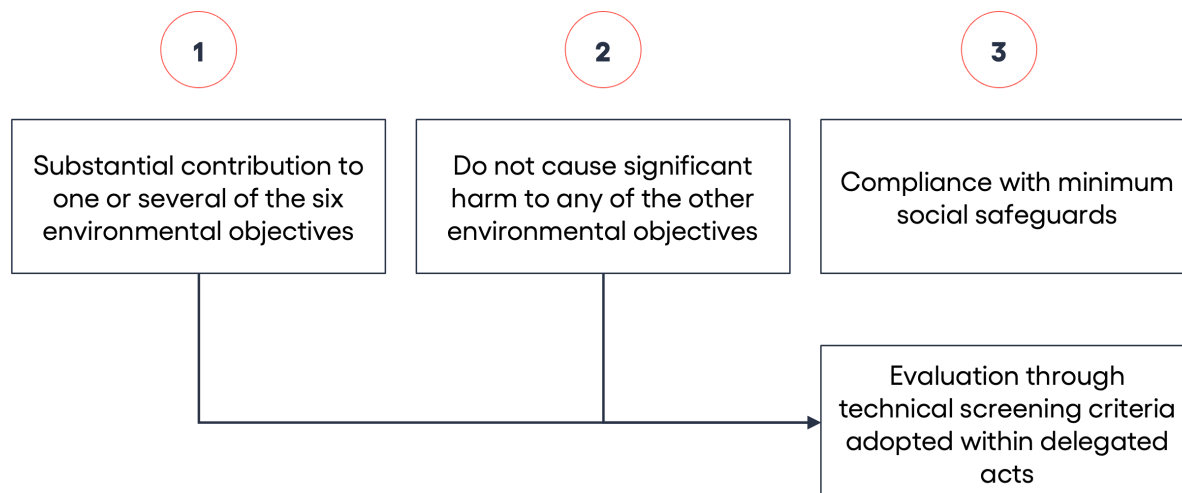 1
2
3
Substantial contribution to
one or several of the six
environmental objectives
Do not cause significant
harm to any of the other
environmental objectives
Compliance with minimum
social safeguards
Evaluation through
technical screening criteria
adopted within delegated
acts